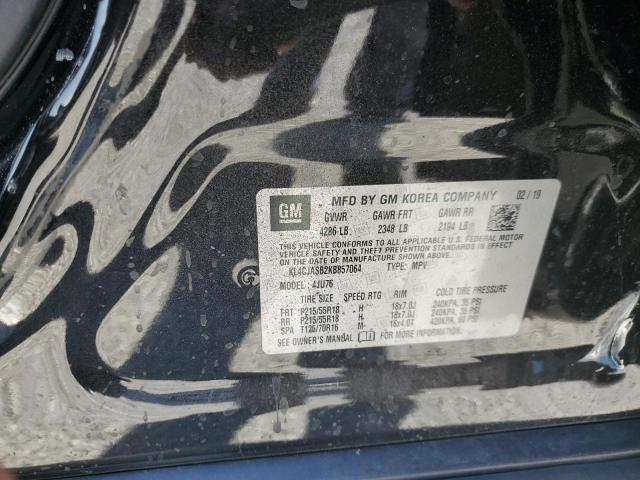 GM
MFD BY GM KOREA COMPANY 02/19
GVWR GAWR FRT GAWR RR
4286 LB 2348 LB 2194 LB
THIS VEHICLE CONFORMS TO ALL APPLICABLE U.S. FEDERAL MOTOR
VEHICLE SAFETY AND THEFT PREVENTION STANDARDS IN EFFECT ON
THE DATE OF MANUFACTURE SHOWN ABOVE.
KL4CJASB2KB857064 TYPE: MPV
MODEL: 4JU76
TIRE SIZE SPEED RTG RIM COLD TIRE PRESSURE
FRT P215/55R18 H 18x7.0J 240KPA, 35 PSI
RR P215/55R18 H 18x7.0J 240KPA, 35 PSI
SPA T125/70R16 M 16x4.0T 420KPA, 60 PSI
SEE OWNER'S MANUAL FOR MORE INFORMATION.